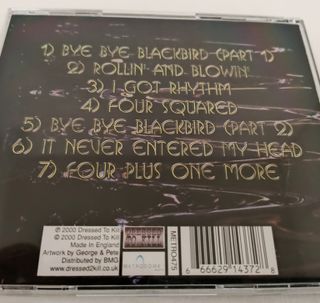 1) BYE BYE BLACKBIRD (PART 1)
2) ROLLIN' AND BLOWIN'
3) I GOT RHYTHM
4) FOUR SQUARED
5) BYE BYE BLACKBIRD (PART 2)
6) IT NEVER ENTERED MY HEAD
7) FOUR PLUS ONE MORE
℗ 2000 Dressed To Kill
© 2000 Dressed To Kill
Made In England
Artwork by George & Pete
Distributed by BMG
www.dressed2kill.co.uk
METRODOME
METRO475
6 66629 14372 8